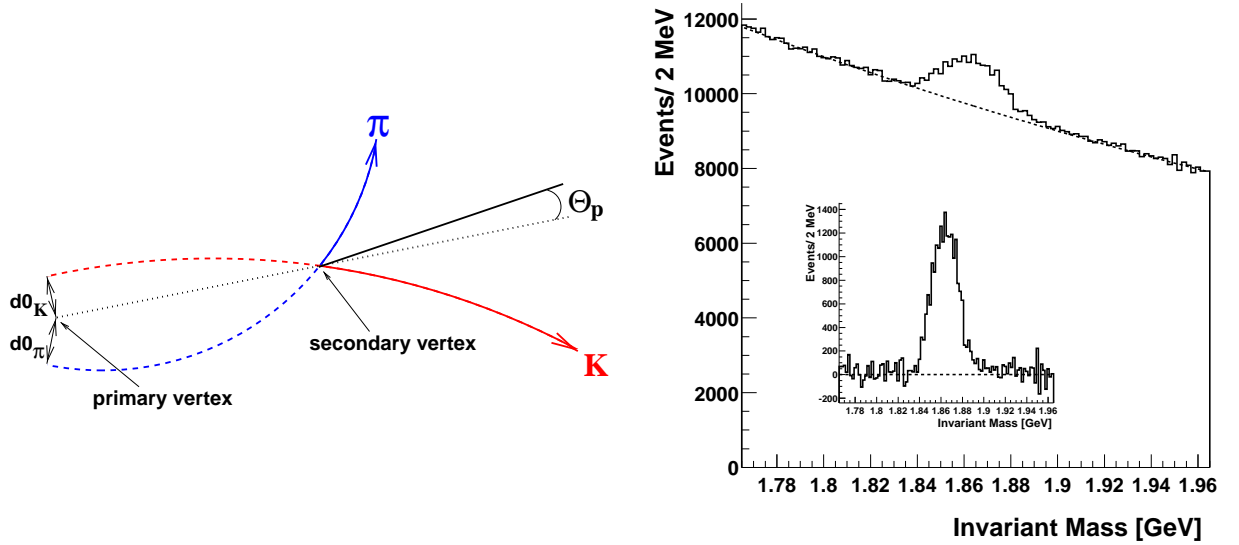 π
Θp
d0K
d0π
secondary vertex
K
primary vertex
Events/ 2 MeV
12000
10000
8000
6000
4000
2000
0
1.78 1.8 1.82 1.84 1.86 1.88 1.9 1.92 1.94 1.96
Invariant Mass [GeV]
Events/ 2 MeV
1400
1200
1000
800
600
400
200
0
-200
1.78 1.8 1.82 1.84 1.86 1.88 1.9 1.92 1.94 1.96
Invariant Mass [GeV]